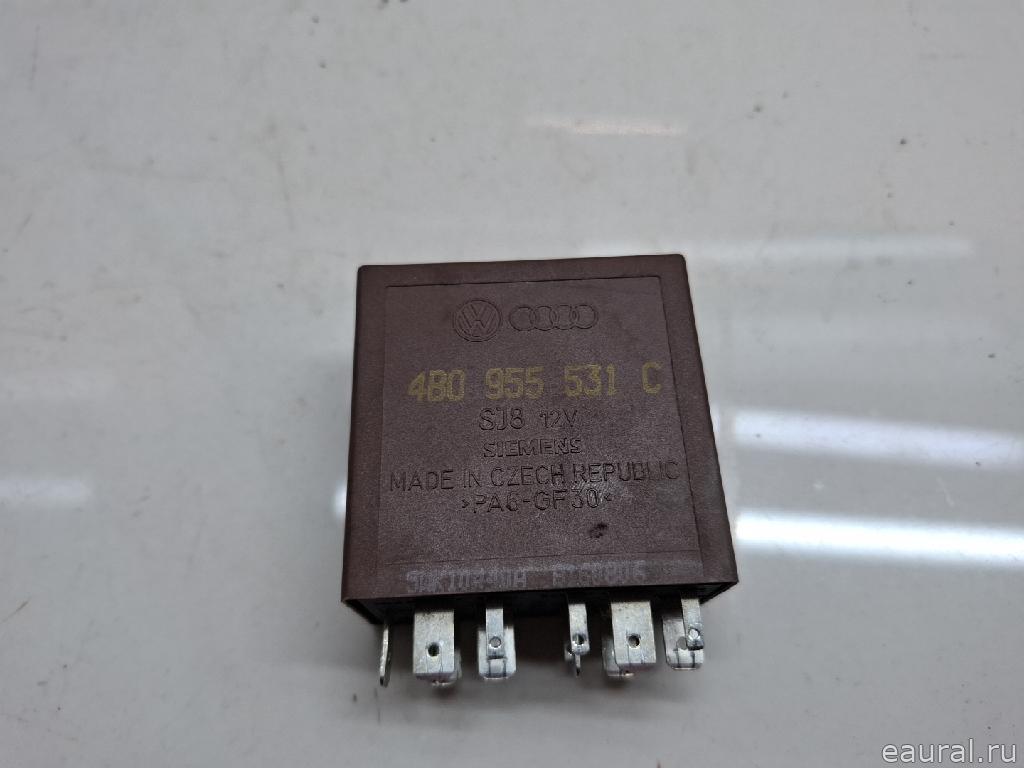 4B0 955 531 C
SJ8 12V
SIEMENS
MADE IN CZECH REPUBLIC
>PA6-GF30<
eaural.ru